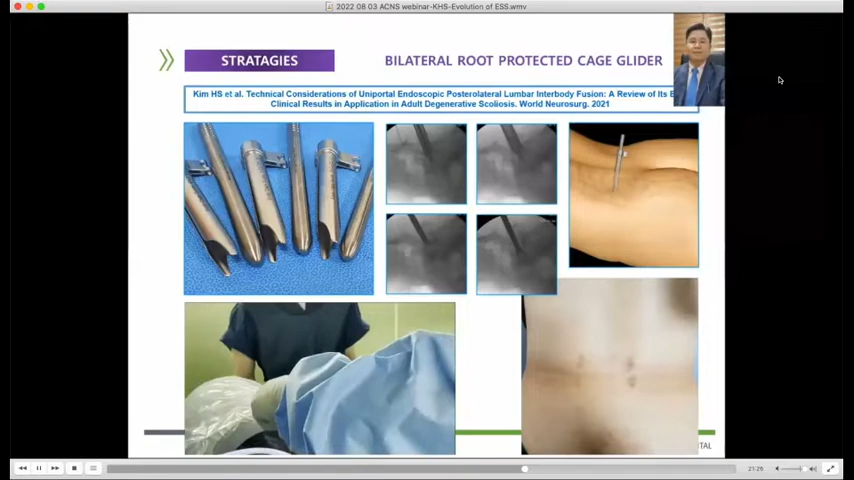 2022 08 03 ACNS webinar-KHS-Evolution of ESS.wmv
STRATAGIES
BILATERAL ROOT PROTECTED CAGE GLIDER
Kim HS et al. Technical Considerations of Uniportal Endoscopic Posterolateral Lumbar Interbody Fusion: A Review of Its
Clinical Results in Application in Adult Degenerative Scoliosis. World Neurosurg. 2021
21:26